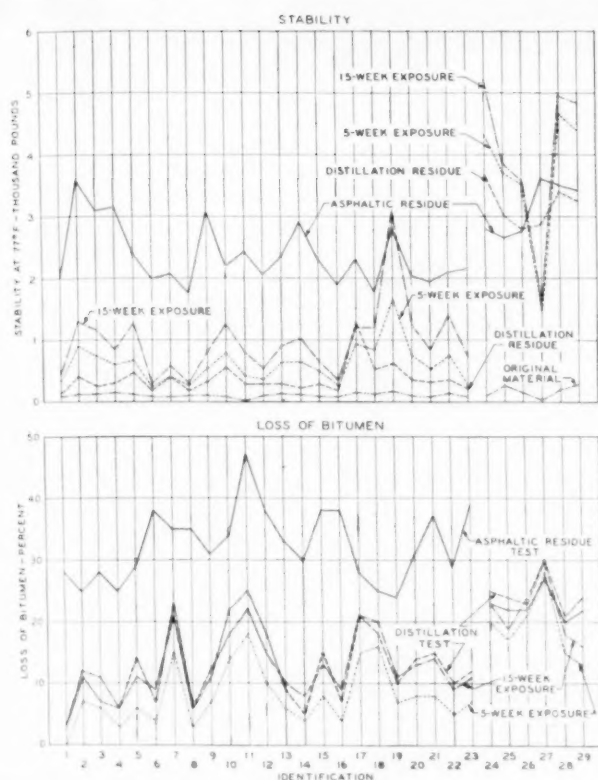 STABILITY
6
5
4
3
2
1
0
STABILITY AT 77° F - THOUSAND POUNDS
15-WEEK EXPOSURE
5-WEEK EXPOSURE
DISTILLATION RESIDUE
ASPHALTIC RESIDUE
15-WEEK EXPOSURE
5-WEEK EXPOSURE
DISTILLATION
RESIDUE
ORIGINAL
MATERIAL
LOSS OF BITUMEN
50
40
30
20
10
0
LOSS OF BITUMEN - PERCENT
ASPHALTIC RESIDUE
TEST
DISTILLATION
TEST
15-WEEK
EXPOSURE
5-WEEK EXPOSURE
1 3 5 7 9 11 13 15 17 19 21 23 25 27 29
2 4 6 8 10 12 14 16 18 20 22 24 26 28
IDENTIFICATION